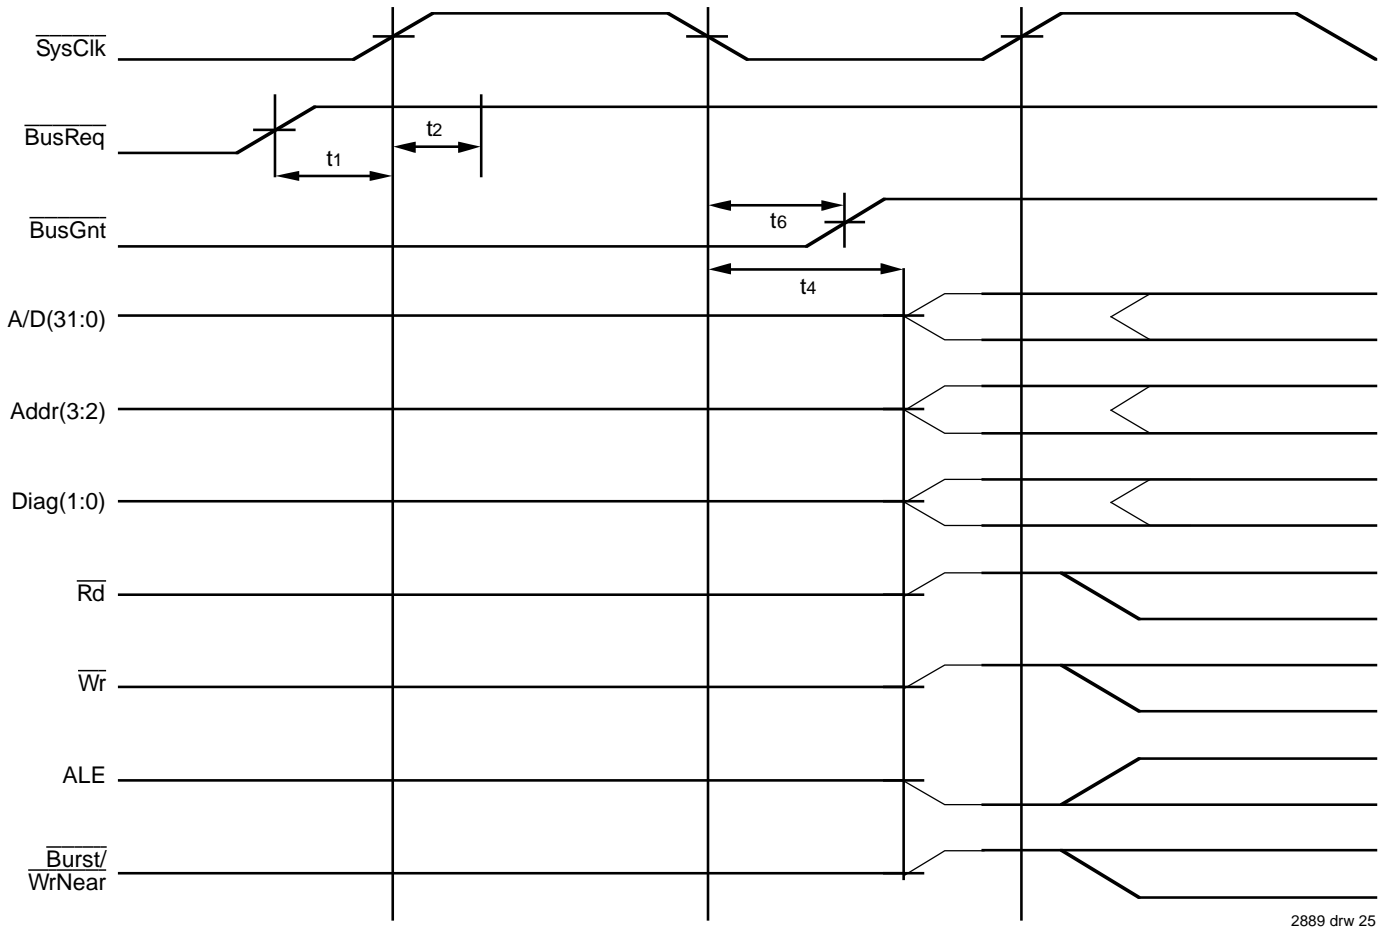 SysClk
BusReq
t2
t1
BusGnt
t6
t4
A/D(31:0)
Addr(3:2)
Diag(1:0)
Rd
Wr
ALE
Burst/
WrNear
2889 drw 25